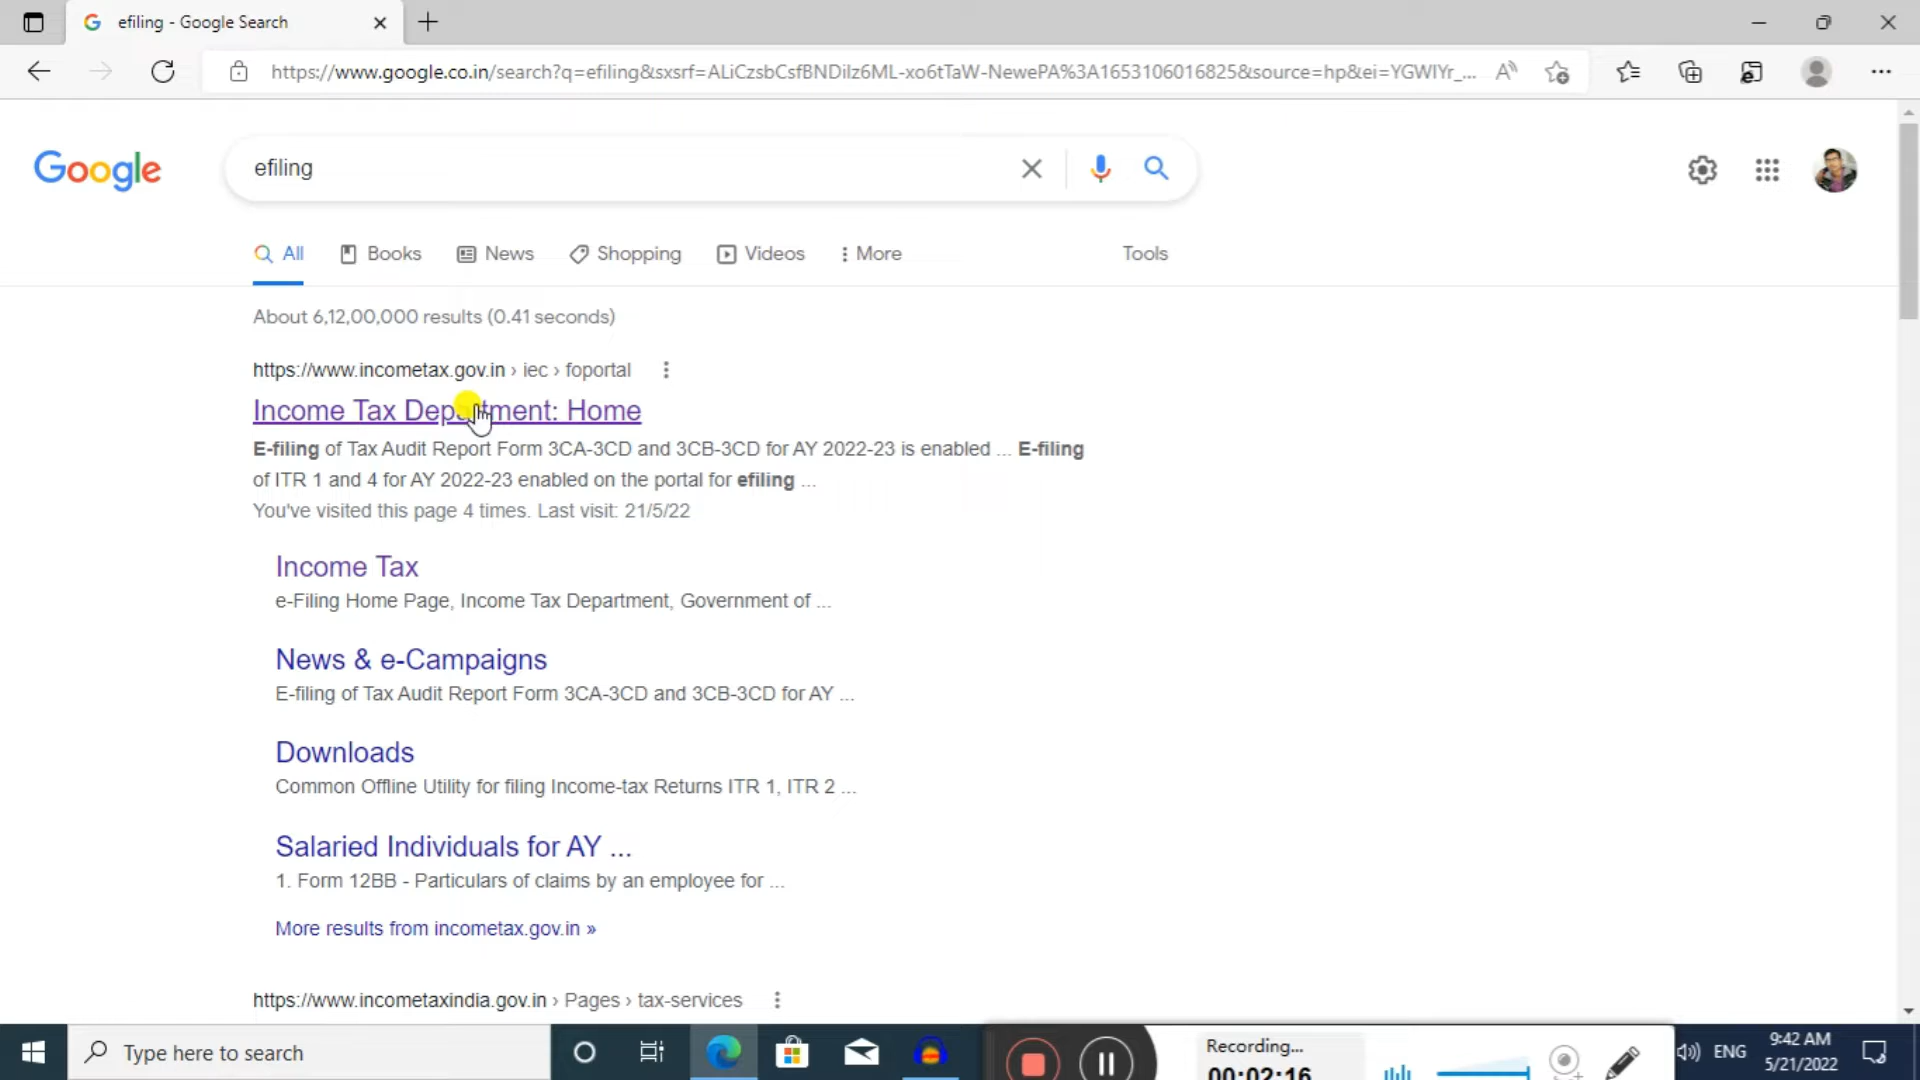 efiling - Google Search
https://www.google.co.in/search?q=efiling&sxsrf=ALiCzsbCsfBNDiIz6ML-xo6tTaW-NewePA%3A1653106016825&source=hp&ei=YGWIYr_...
Google
efiling
All
Books
News
Shopping
Videos
More
Tools
About 6,12,00,000 results (0.41 seconds)
https://www.incometax.gov.in › iec › foportal
Income Tax Department: Home
E-filing of Tax Audit Report Form 3CA-3CD and 3CB-3CD for AY 2022-23 is enabled ... E-filing
of ITR 1 and 4 for AY 2022-23 enabled on the portal for efiling ...
You've visited this page 4 times. Last visit: 21/5/22
Income Tax
e-Filing Home Page, Income Tax Department, Government of ...
News & e-Campaigns
E-filing of Tax Audit Report Form 3CA-3CD and 3CB-3CD for AY ...
Downloads
Common Offline Utility for filing Income-tax Returns ITR 1, ITR 2 ...
Salaried Individuals for AY ...
1. Form 12BB - Particulars of claims by an employee for ...
More results from incometax.gov.in »
https://www.incometaxindia.gov.in › Pages › tax-services
Type here to search
Recording...
00:02:16
ENG
9:42 AM
5/21/2022